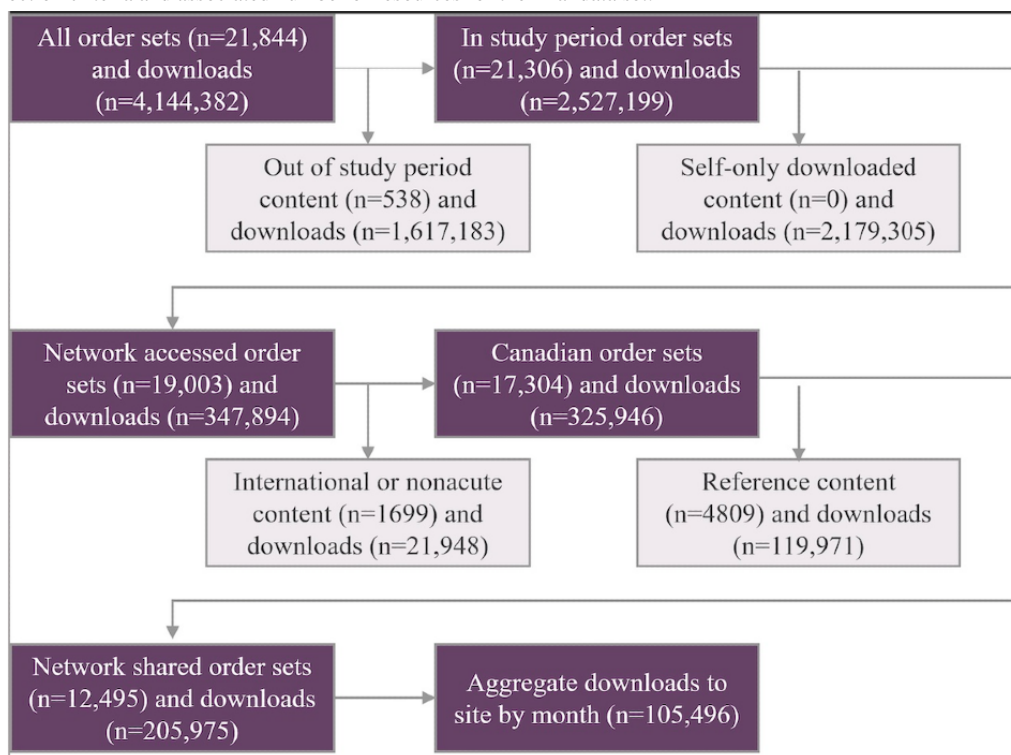 All order sets (n=21,844)
and downloads
(n=4,144,382)
In study period order sets
(n=21,306) and downloads
(n=2,527,199)
Out of study period
content (n=538) and
downloads (n=1,617,183)
Self-only downloaded
content (n=0) and
downloads (n=2,179,305)
Network accessed order
sets (n=19,003) and
downloads (n=347,894)
Canadian order sets
(n=17,304) and downloads
(n=325,946)
International or nonacute
content (n=1699) and
downloads (n=21,948)
Reference content
(n=4809) and downloads
(n=119,971)
Network shared order sets
(n=12,495) and downloads
(n=205,975)
Aggregate downloads to
site by month (n=105,496)